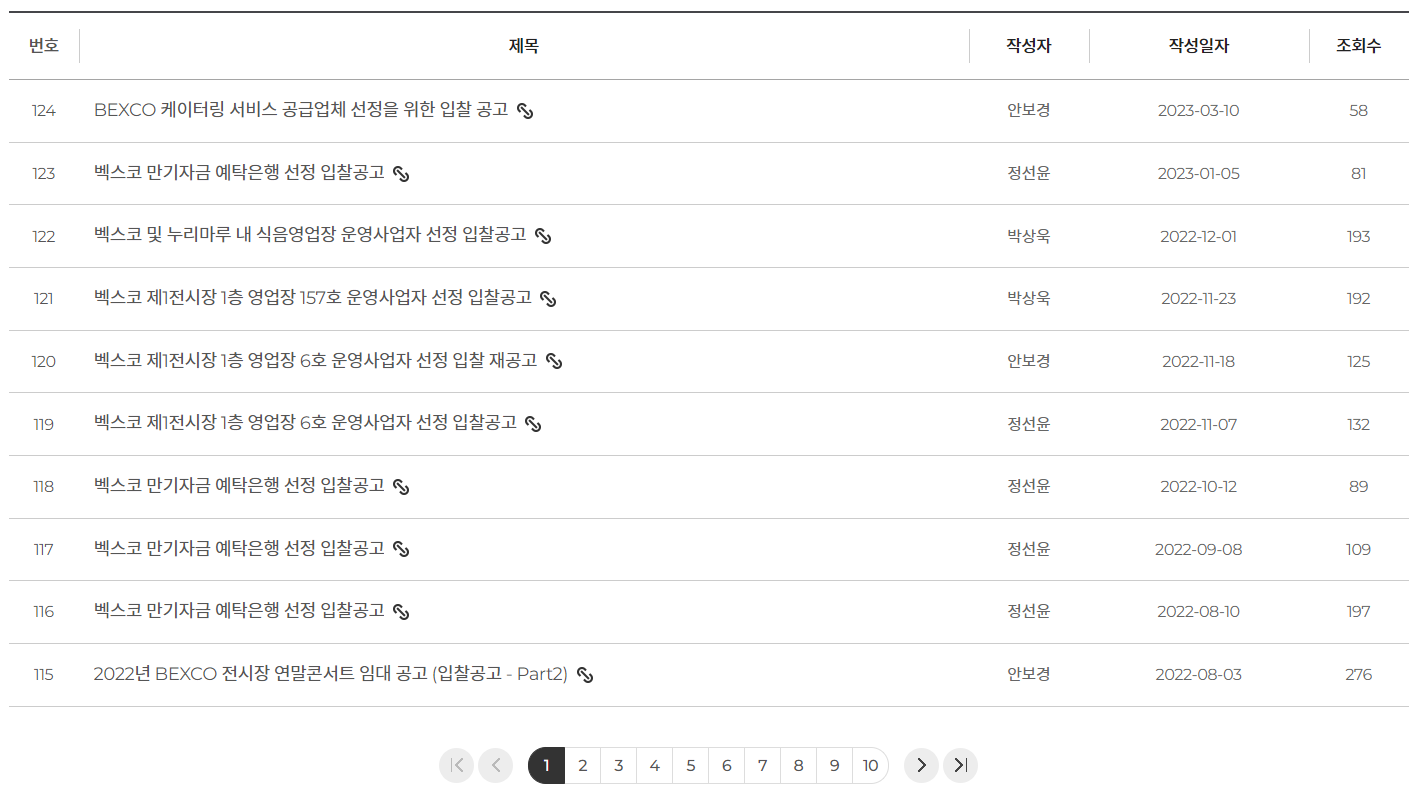 번호 제목 작성자 작성일자 조회수
124 BEXCO 케이터링 서비스 공급업체 선정을 위한 입찰 공고 안보경 2023-03-10 58
123 벡스코 만기자금 예탁은행 선정 입찰공고 정선윤 2023-01-05 81
122 벡스코 및 누리마루 내 식음영업장 운영사업자 선정 입찰공고 박상욱 2022-12-01 193
121 벡스코 제1전시장 1층 영업장 157호 운영사업자 선정 입찰공고 박상욱 2022-11-23 192
120 벡스코 제1전시장 1층 영업장 6호 운영사업자 선정 입찰 재공고 안보경 2022-11-18 125
119 벡스코 제1전시장 1층 영업장 6호 운영사업자 선정 입찰공고 정선윤 2022-11-07 132
118 벡스코 만기자금 예탁은행 선정 입찰공고 정선윤 2022-10-12 89
117 벡스코 만기자금 예탁은행 선정 입찰공고 정선윤 2022-09-08 109
116 벡스코 만기자금 예탁은행 선정 입찰공고 정선윤 2022-08-10 197
115 2022년 BEXCO 전시장 연말콘서트 임대 공고 (입찰공고 - Part2) 안보경 2022-08-03 276
1 2 3 4 5 6 7 8 9 10